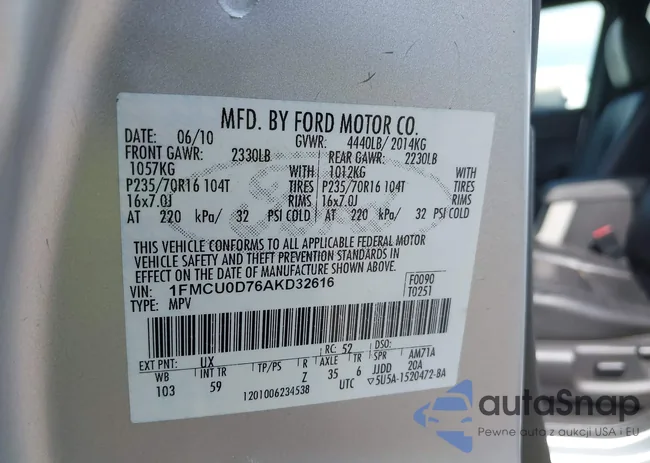 MFD. BY FORD MOTOR CO.
DATE: 06/10 GVWR: 4440LB/ 2014KG
FRONT GAWR: 2330LB REAR GAWR: 2230LB
1057KG WITH 1012KG WITH
P235/70R16 104T TIRES P235/70R16 104T TIRES
16x7.0J RIMS 16x7.0J RIMS
AT 220 kPa/ 32 PSI COLD AT 220 kPa/ 32 PSI COLD
THIS VEHICLE CONFORMS TO ALL APPLICABLE FEDERAL MOTOR
VEHICLE SAFETY AND THEFT PREVENTION STANDARDS IN
EFFECT ON THE DATE OF MANUFACTURE SHOWN ABOVE.
VIN: 1FMCU0D76AKD32616 F0090
TYPE: MPV T0251
EXT PNT: UX RC: 52 DSO:
WB INT TR TP/PS R AXLE TR SPR AM71A
103 59 Z 35 6 JJDD 20A
1201006234538 UTC 5U5A-1520472-BA
autoSnap
Pewne auta z aukcji USA i EU